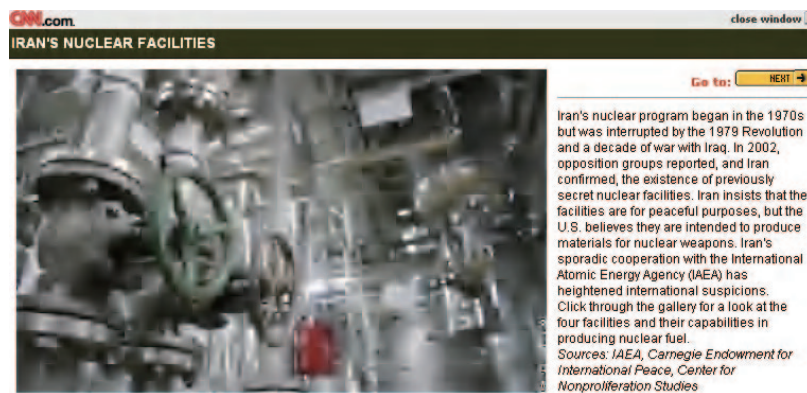 CNN.com
close window
IRAN'S NUCLEAR FACILITIES
Go to: NEXT
Iran's nuclear program began in the 1970s
but was interrupted by the 1979 Revolution
and a decade of war with Iraq. In 2002,
opposition groups reported, and Iran
confirmed, the existence of previously
secret nuclear facilities. Iran insists that the
facilities are for peaceful purposes, but the
U.S. believes they are intended to produce
materials for nuclear weapons. Iran's
sporadic cooperation with the International
Atomic Energy Agency (IAEA) has
heightened international suspicions.
Click through the gallery for a look at the
four facilities and their capabilities in
producing nuclear fuel.
Sources: IAEA, Carnegie Endowment for
International Peace, Center for
Nonproliferation Studies